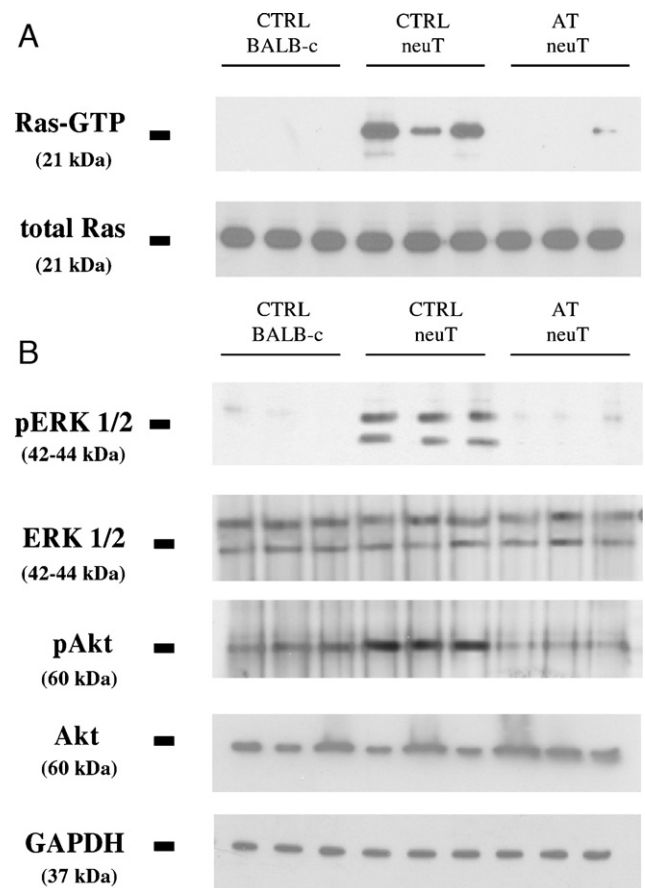 A
CTRL BALB-c
CTRL neuT
AT neuT
Ras-GTP
(21 kDa)
total Ras
(21 kDa)
B
CTRL BALB-c
CTRL neuT
AT neuT
pERK 1/2
(42-44 kDa)
ERK 1/2
(42-44 kDa)
pAkt
(60 kDa)
Akt
(60 kDa)
GAPDH
(37 kDa)